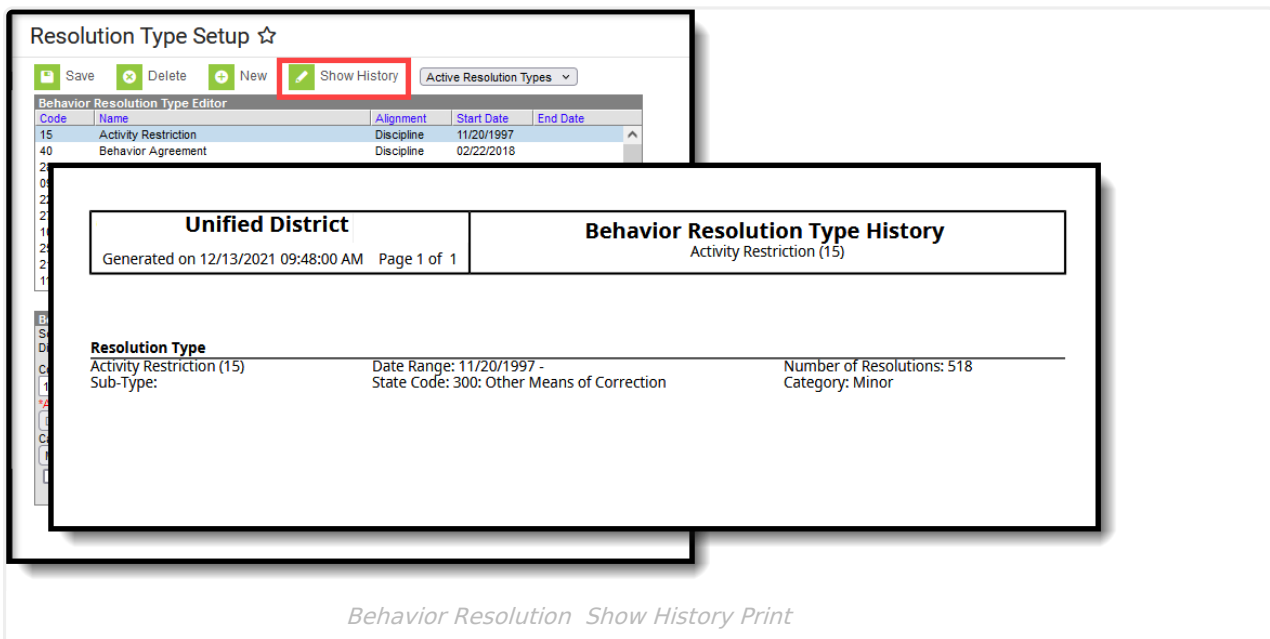 Resolution Type Setup
Save Delete New Show History Active Resolution Types
Behavior Resolution Type Editor
Code Name Alignment Start Date End Date
15 Activity Restriction Discipline 11/20/1997
40 Behavior Agreement Discipline 02/22/2018
Unified District
Generated on 12/13/2021 09:48:00 AM Page 1 of 1
Behavior Resolution Type History
Activity Restriction (15)
Resolution Type
Activity Restriction (15) Date Range: 11/20/1997 - Number of Resolutions: 518
Sub-Type: State Code: 300: Other Means of Correction Category: Minor
Behavior Resolution Show History Print